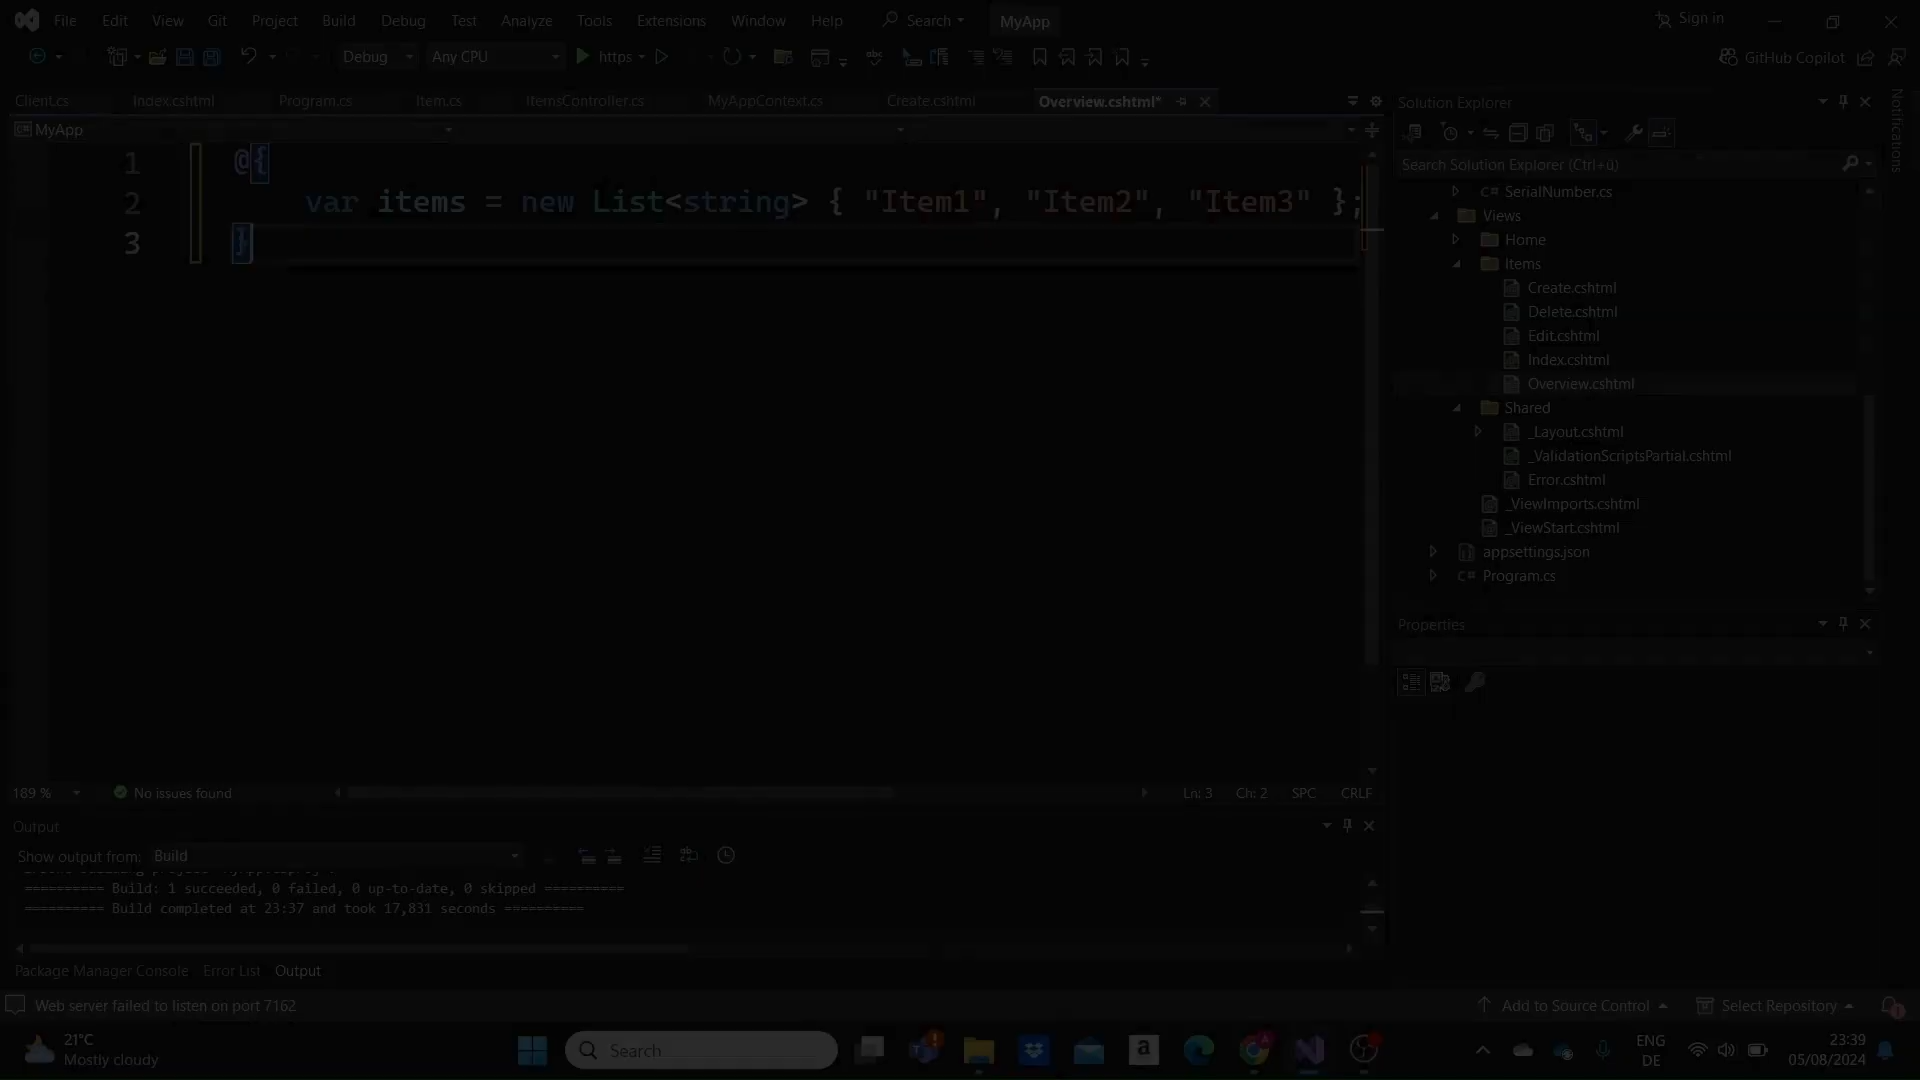 File Edit View Git Project Build Debug Test Analyze Tools Extensions Window Help Search MyApp Sign in
Debug Any CPU https GitHub Copilot
Client.cs Index.cshtml Program.cs Item.cs ItemsController.cs MyAppContext.cs Create.cshtml Overview.cshtml*
MyApp
1 @{
2 var items = new List<string> { "Item1", "Item2", "Item3" };
3 }
189 % No issues found Ln: 3 Ch: 2 SPC CRLF
Output
Show output from: Build
========== Build: 1 succeeded, 0 failed, 0 up-to-date, 0 skipped ==========
========== Build completed at 23:37 and took 17,831 seconds ==========
Package Manager Console Error List Output
Solution Explorer
Search Solution Explorer (Ctrl+ü)
C# SerialNumber.cs
Views
Home
Items
Create.cshtml
Delete.cshtml
Edit.cshtml
Index.cshtml
Overview.cshtml
Shared
_Layout.cshtml
_ValidationScriptsPartial.cshtml
Error.cshtml
_ViewImports.cshtml
_ViewStart.cshtml
appsettings.json
C# Program.cs
Properties
Notifications
Web server failed to listen on port 7162 Add to Source Control Select Repository
21°C
Mostly cloudy
Search
ENG
DE
23:39
05/08/2024